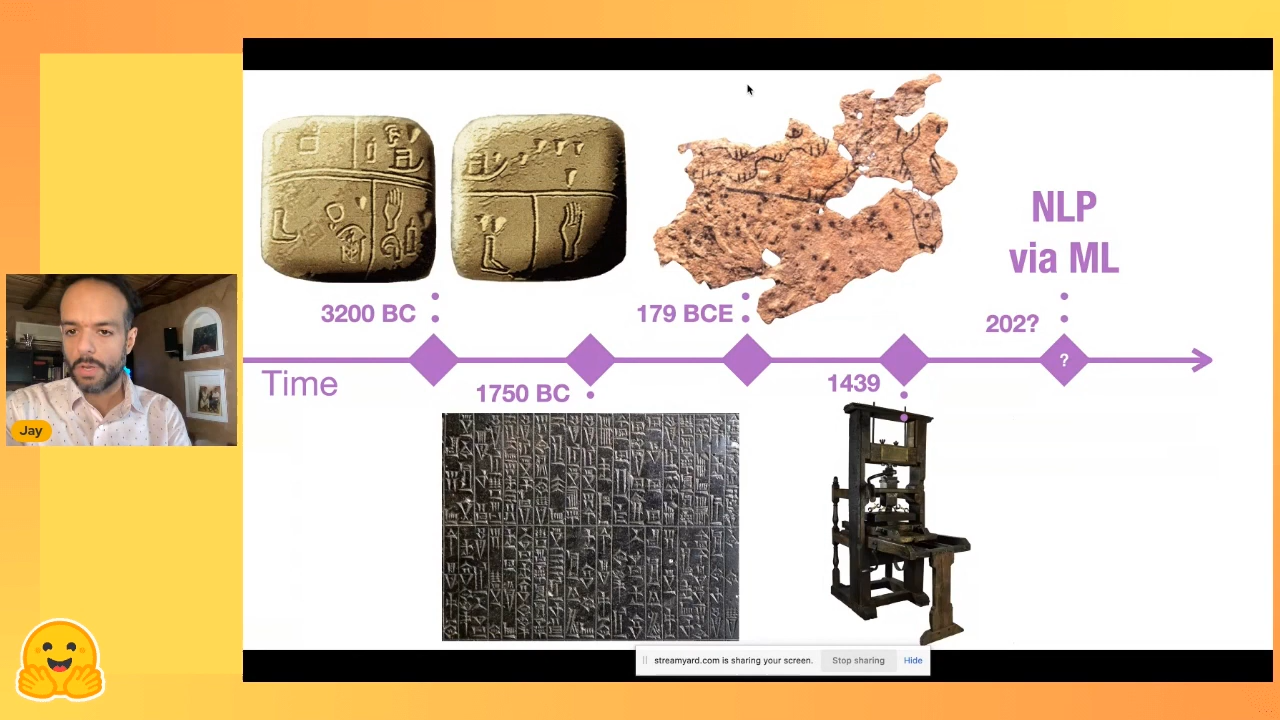 NLP
via ML
3200 BC
179 BCE
202?
?
Time
1750 BC
1439
Jay
streamyard.com is sharing your screen.
Stop sharing
Hide